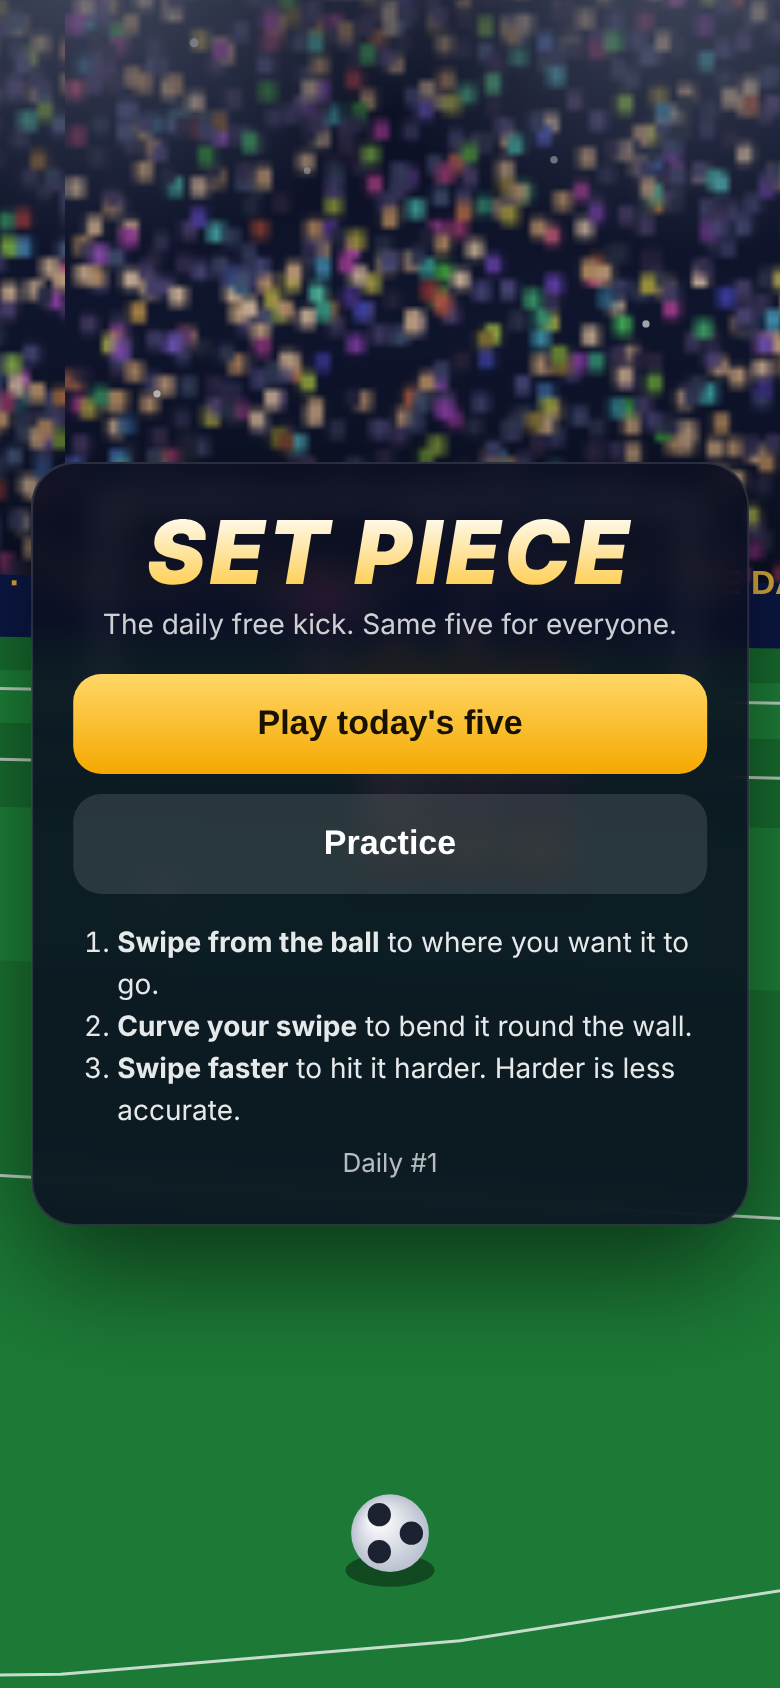 SET PIECE
DA
The daily free kick. Same five for everyone.
Play today's five
Practice
1. Swipe from the ball to where you want it to
go.
2. Curve your swipe to bend it round the wall.
3. Swipe faster to hit it harder. Harder is less
accurate.
Daily #1